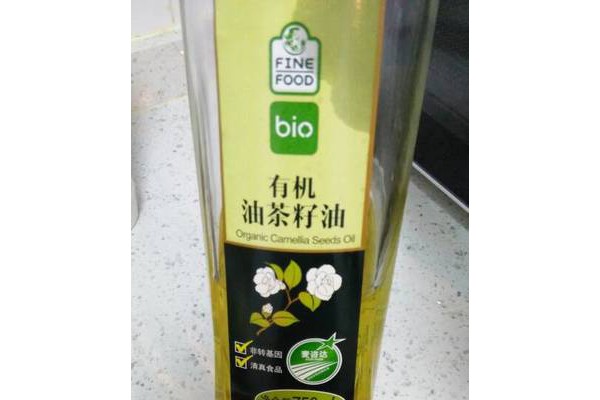 FINE
FOOD
bio
有机
油茶籽油
Organic Camellia Seeds Oil
非转基因
清真食品